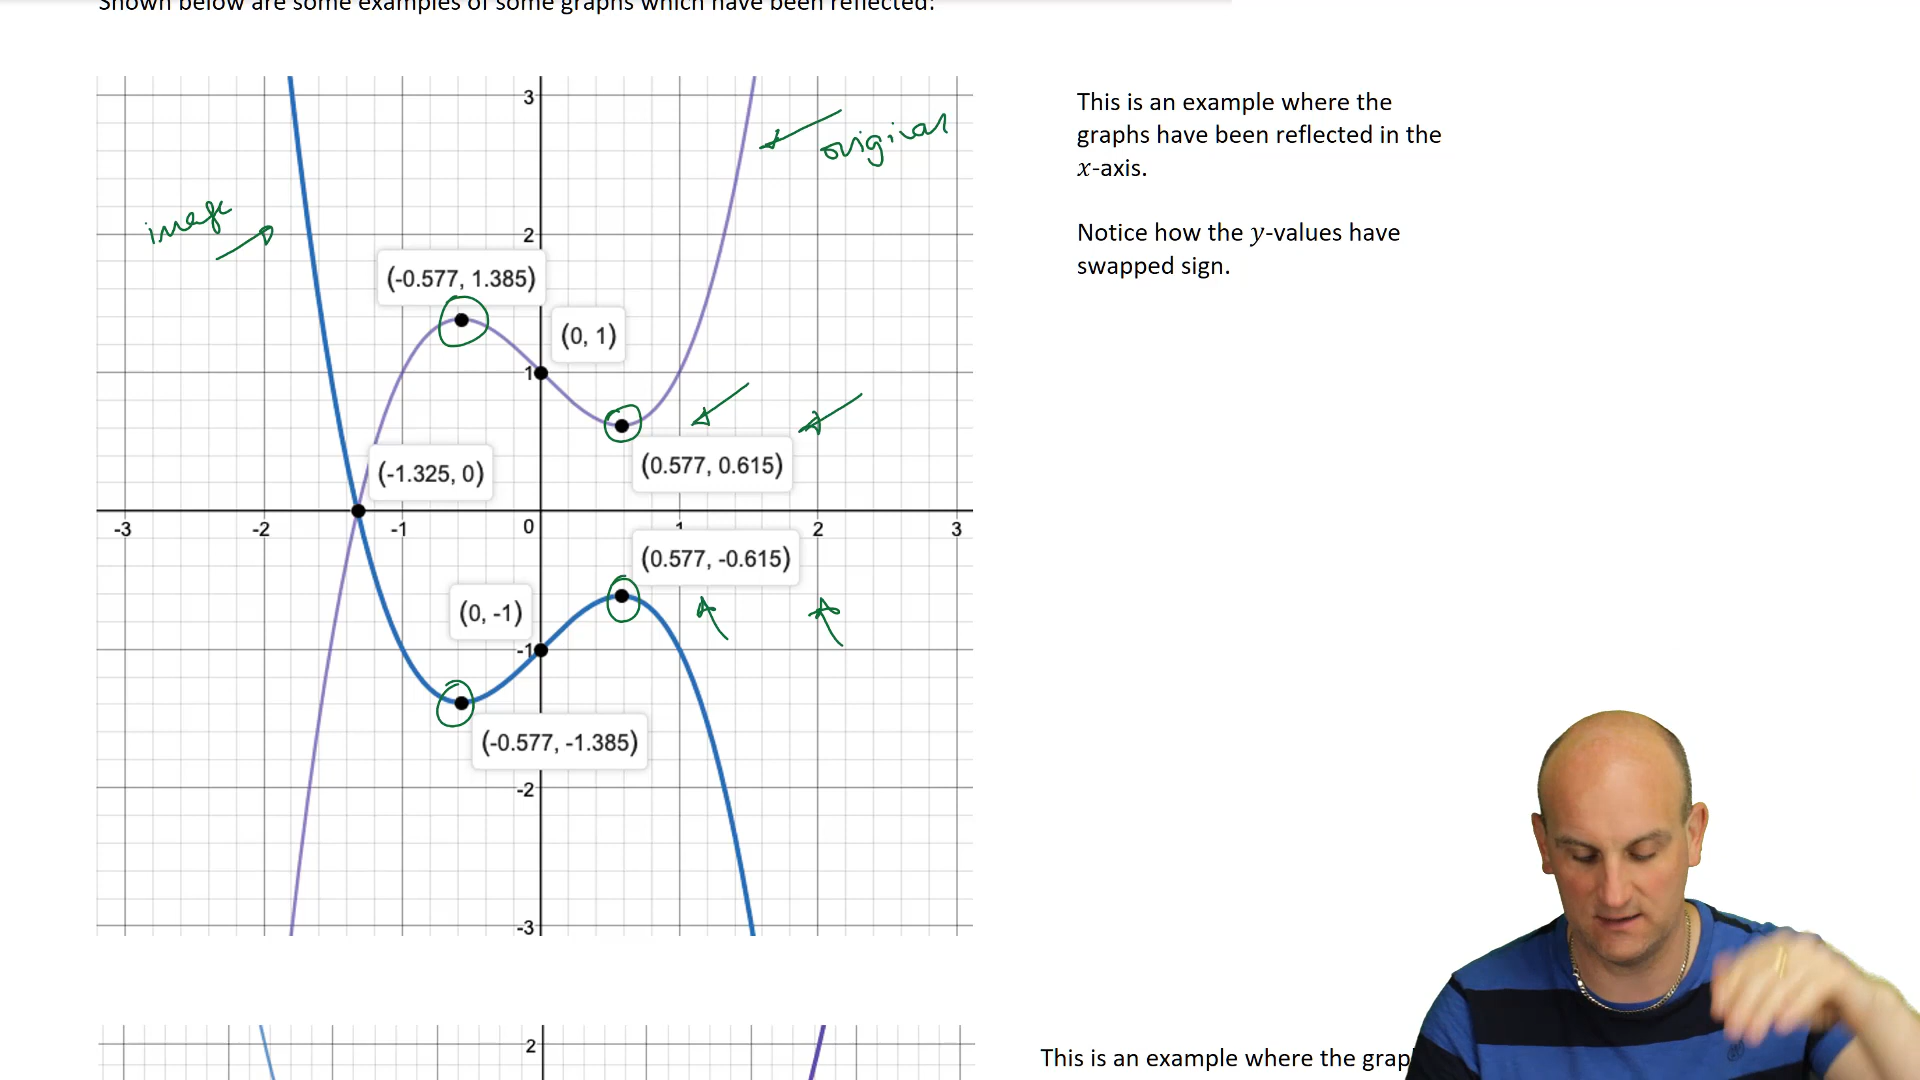 Shown below are some examples of some graphs which have been reflected:
3
original
This is an example where the
graphs have been reflected in the
x-axis.
image
2
Notice how the y-values have
swapped sign.
(-0.577, 1.385)
(0, 1)
1
(-1.325, 0)
(0.577, 0.615)
-3 -2 -1 0 1 2 3
(0.577, -0.615)
(0, -1)
-1
(-0.577, -1.385)
-2
-3
2
This is an example where the grap